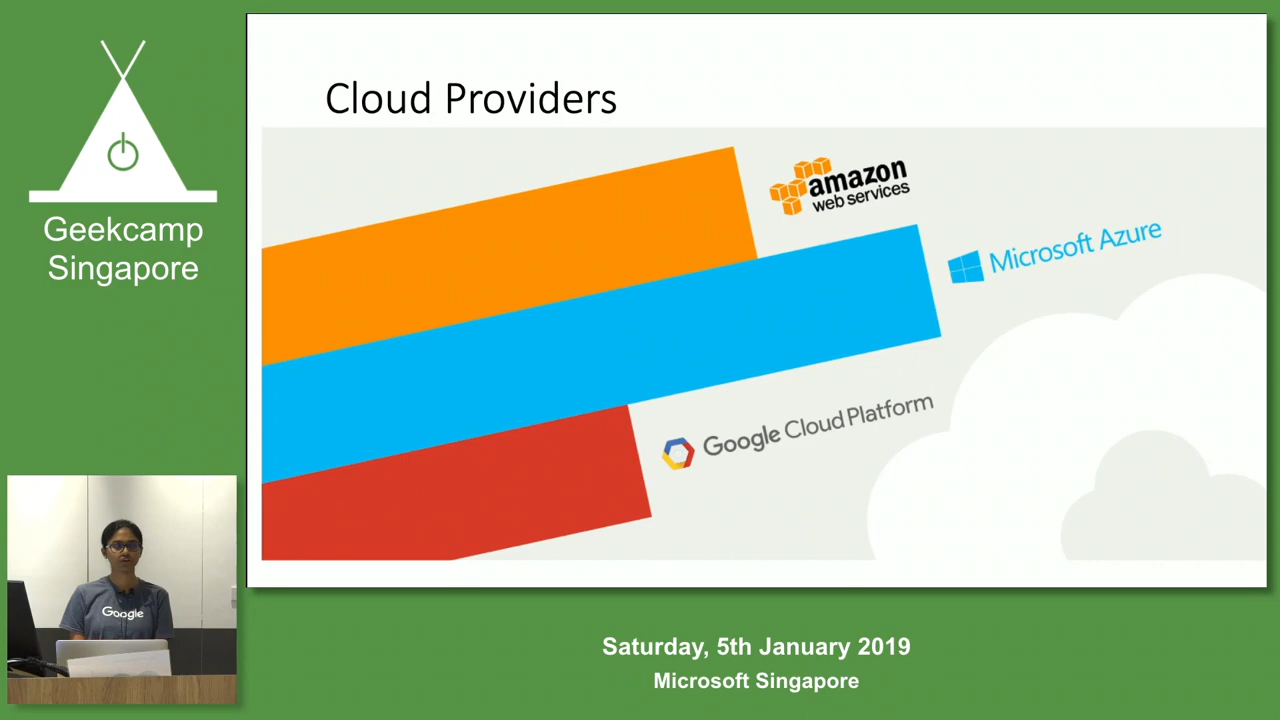 Geekcamp
Singapore
Cloud Providers
amazon
web services
Microsoft Azure
Google Cloud Platform
Google
Saturday, 5th January 2019
Microsoft Singapore